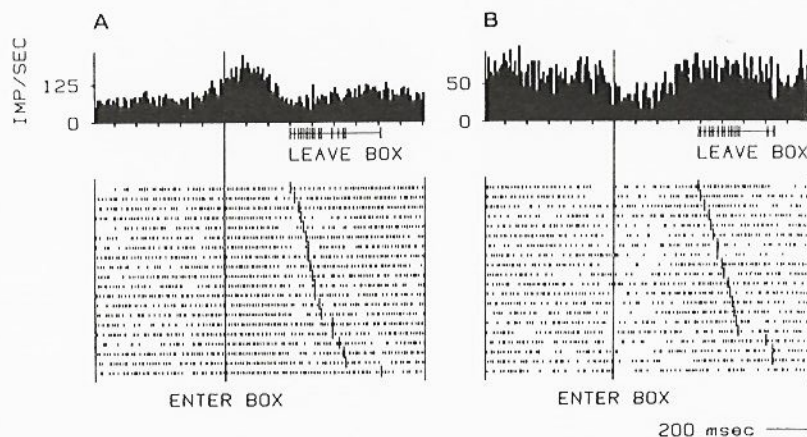 A
IMP/SEC
125
0
LEAVE BOX
ENTER BOX
B
50
0
LEAVE BOX
ENTER BOX
200 msec